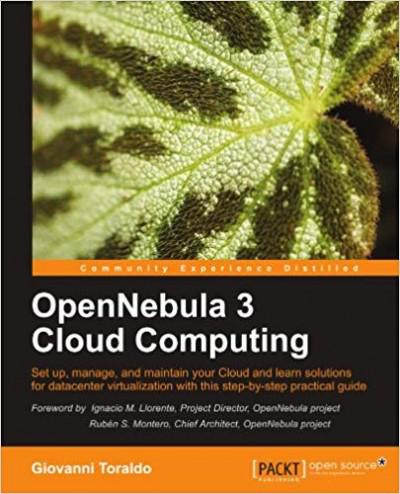 Community Experience Distilled
OpenNebula 3
Cloud Computing
Set up, manage, and maintain your Cloud and learn solutions
for datacenter virtualization with this step-by-step practical guide
Foreword by Ignacio M. Llorente, Project Director, OpenNebula project
Rubén S. Montero, Chief Architect, OpenNebula project
Giovanni Toraldo
PACKT
PUBLISHING
open source*